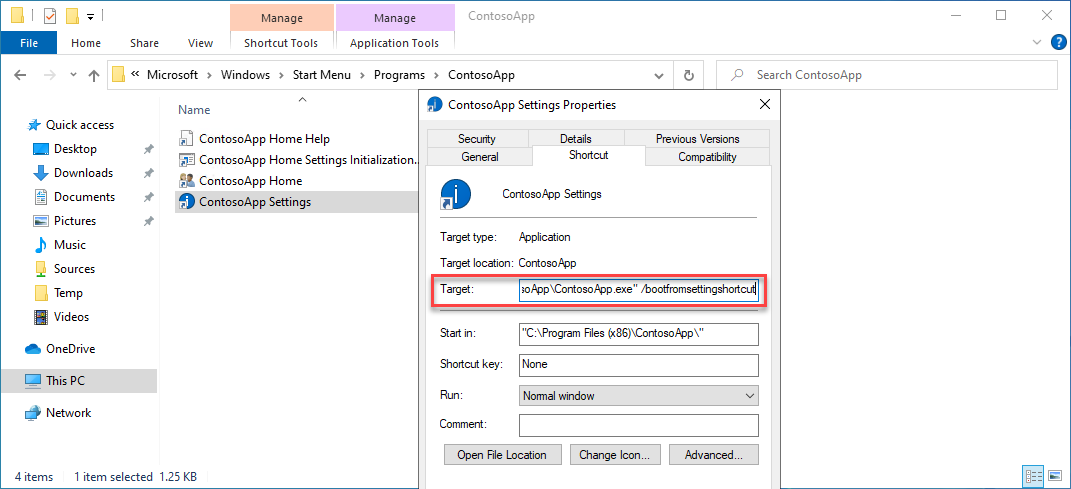 Manage
Manage
ContosoApp
File
Home
Share
View
Shortcut Tools
Application Tools
?
« Microsoft > Windows > Start Menu > Programs > ContosoApp
Search ContosoApp
Quick access
Desktop
Downloads
Documents
Pictures
Music
Sources
Temp
Videos
OneDrive
This PC
Network
Name
ContosoApp Home Help
ContosoApp Home Settings Initialization...
ContosoApp Home
ContosoApp Settings
ContosoApp Settings Properties
Security
Details
Previous Versions
General
Shortcut
Compatibility
ContosoApp Settings
Target type: Application
Target location: ContosoApp
Target: soApp\ContosoApp.exe" /bootfromsettingshortcut
Start in: "C:\Program Files (x86)\ContosoApp\"
Shortcut key: None
Run: Normal window
Comment:
Open File Location
Change Icon...
Advanced...
4 items
1 item selected 1.25 KB